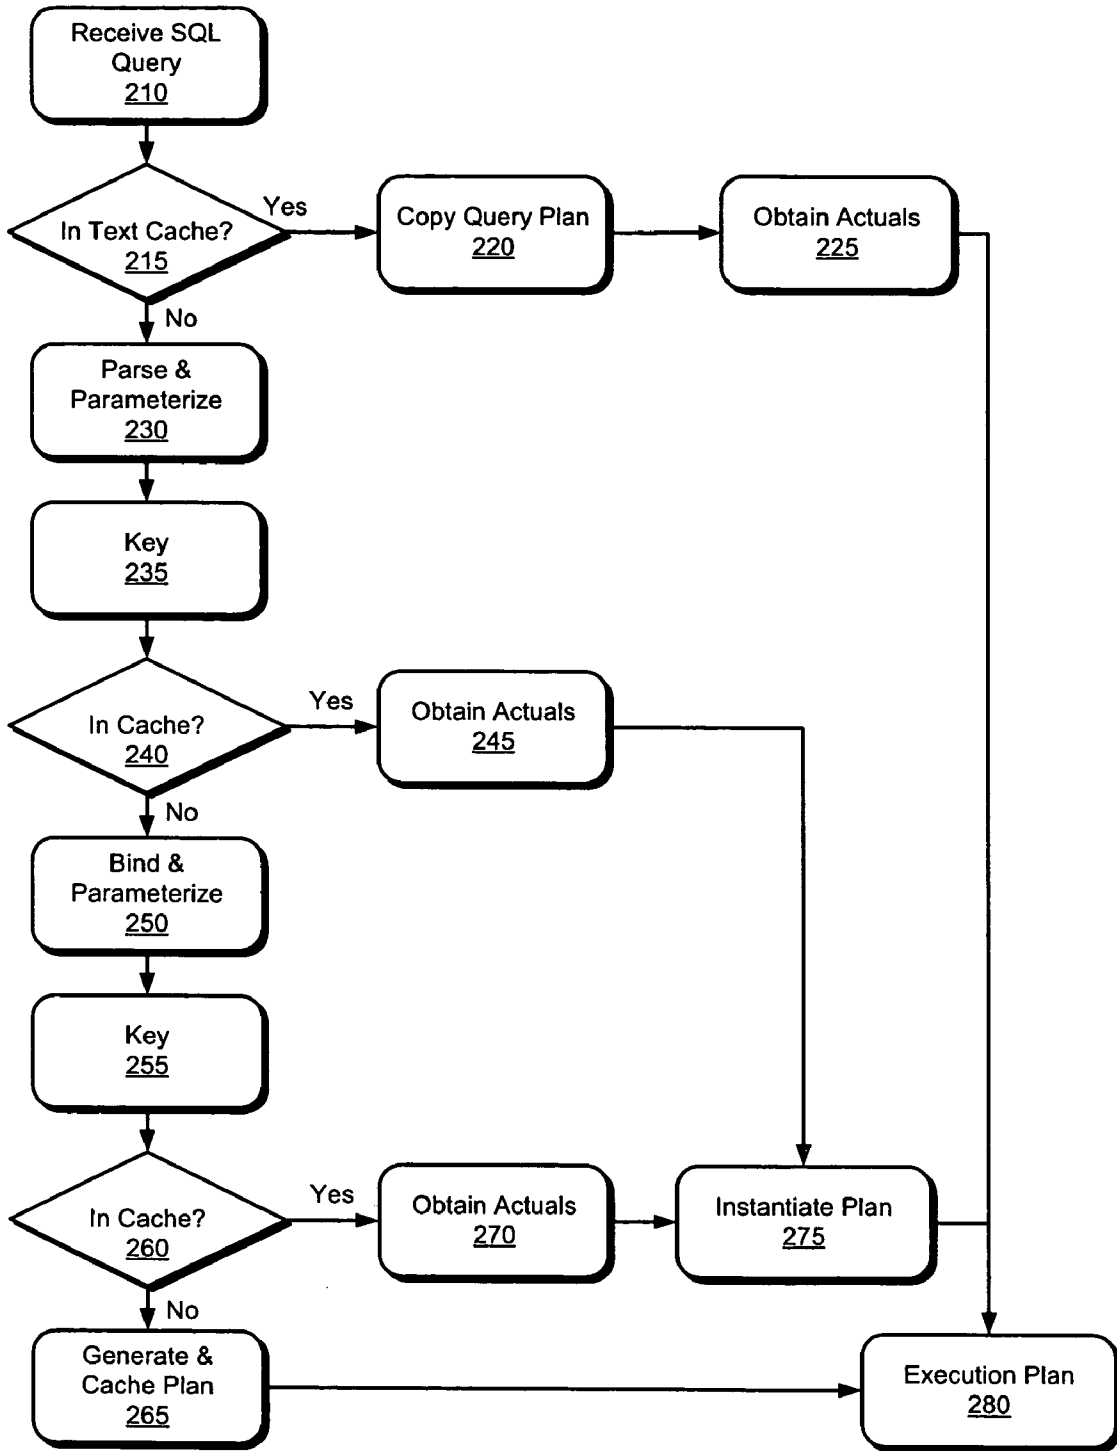 Receive SQL
Query
210
In Text Cache?
215
Yes
Copy Query Plan
220
Obtain Actuals
225
No
Parse &
Parameterize
230
Key
235
In Cache?
240
Yes
Obtain Actuals
245
No
Bind &
Parameterize
250
Key
255
In Cache?
260
Yes
Obtain Actuals
270
Instantiate Plan
275
No
Generate &
Cache Plan
265
Execution Plan
280